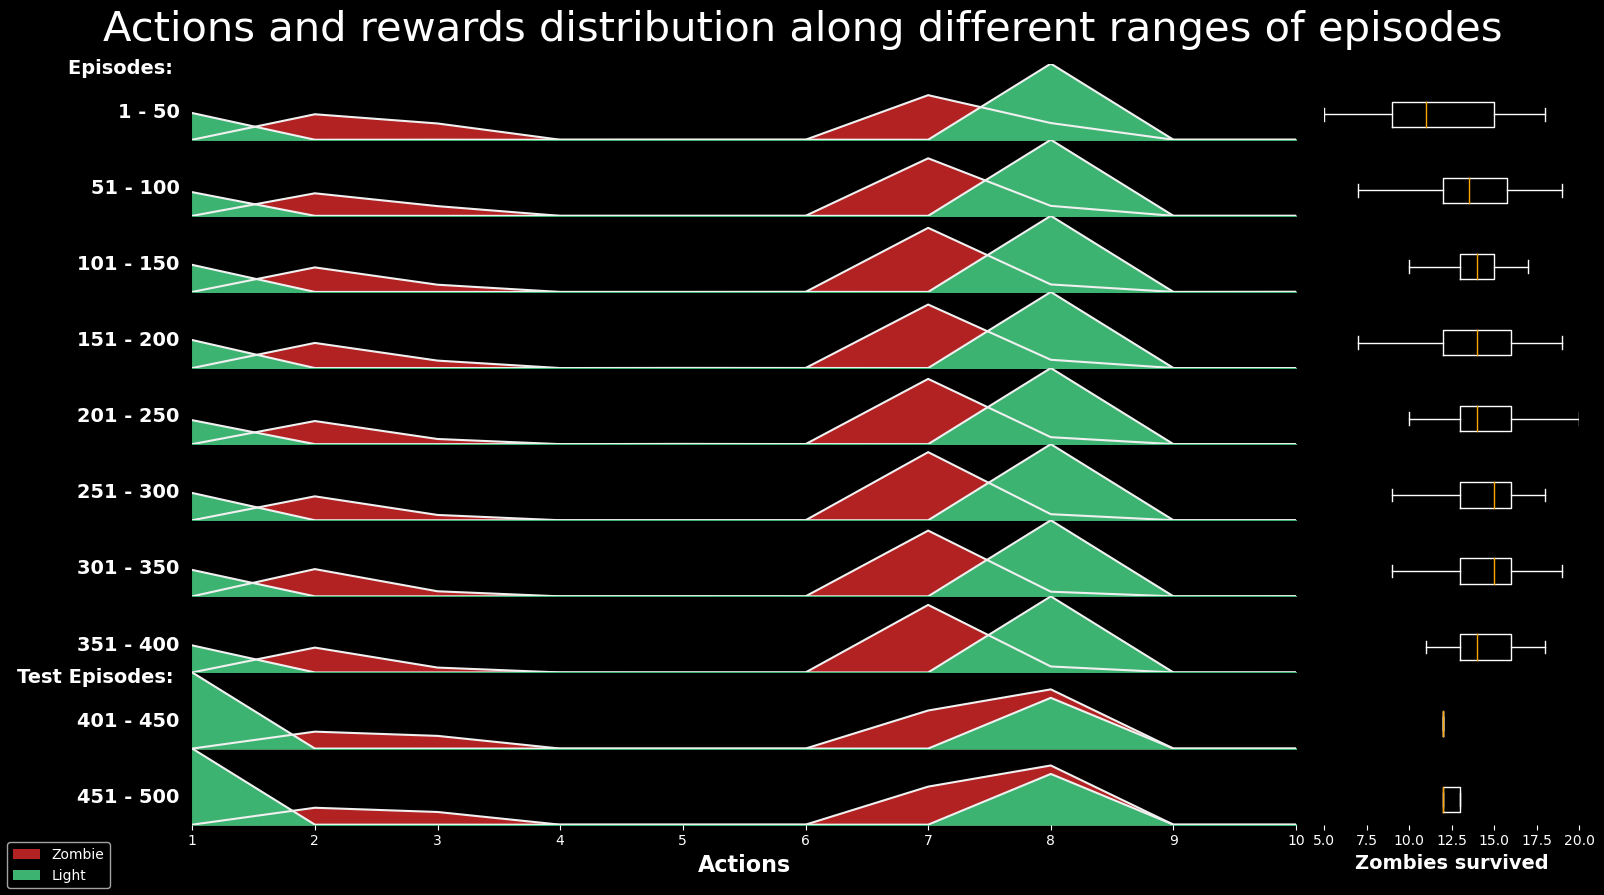 Actions and rewards distribution along different ranges of episodes
Episodes:
1 - 50
51 - 100
101 - 150
151 - 200
201 - 250
251 - 300
301 - 350
351 - 400
Test Episodes:
401 - 450
451 - 500
1 2 3 4 5 6 7 8 9 10 5.0 7.5 10.0 12.5 15.0 17.5 20.0
Actions
Zombies survived
Zombie
Light